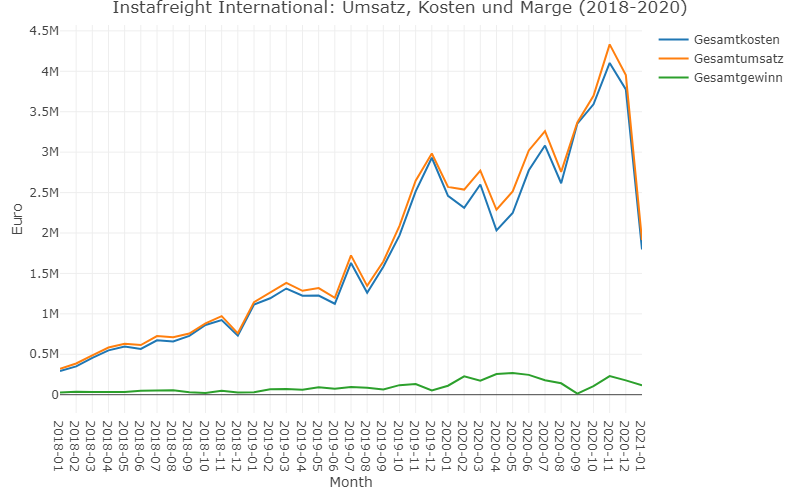 Instafreight International: Umsatz, Kosten und Marge (2018-2020)
Gesamtkosten
Gesamtumsatz
Gesamtgewinn
4.5M
4M
3.5M
3M
2.5M
2M
1.5M
1M
0.5M
0
Euro
2018-01
2018-02
2018-03
2018-04
2018-05
2018-06
2018-07
2018-08
2018-09
2018-10
2018-11
2018-12
2019-01
2019-02
2019-03
2019-04
2019-05
2019-06
2019-07
2019-08
2019-09
2019-10
2019-11
2019-12
2020-01
2020-02
2020-03
2020-04
2020-05
2020-06
2020-07
2020-08
2020-09
2020-10
2020-11
2020-12
2021-01
Month